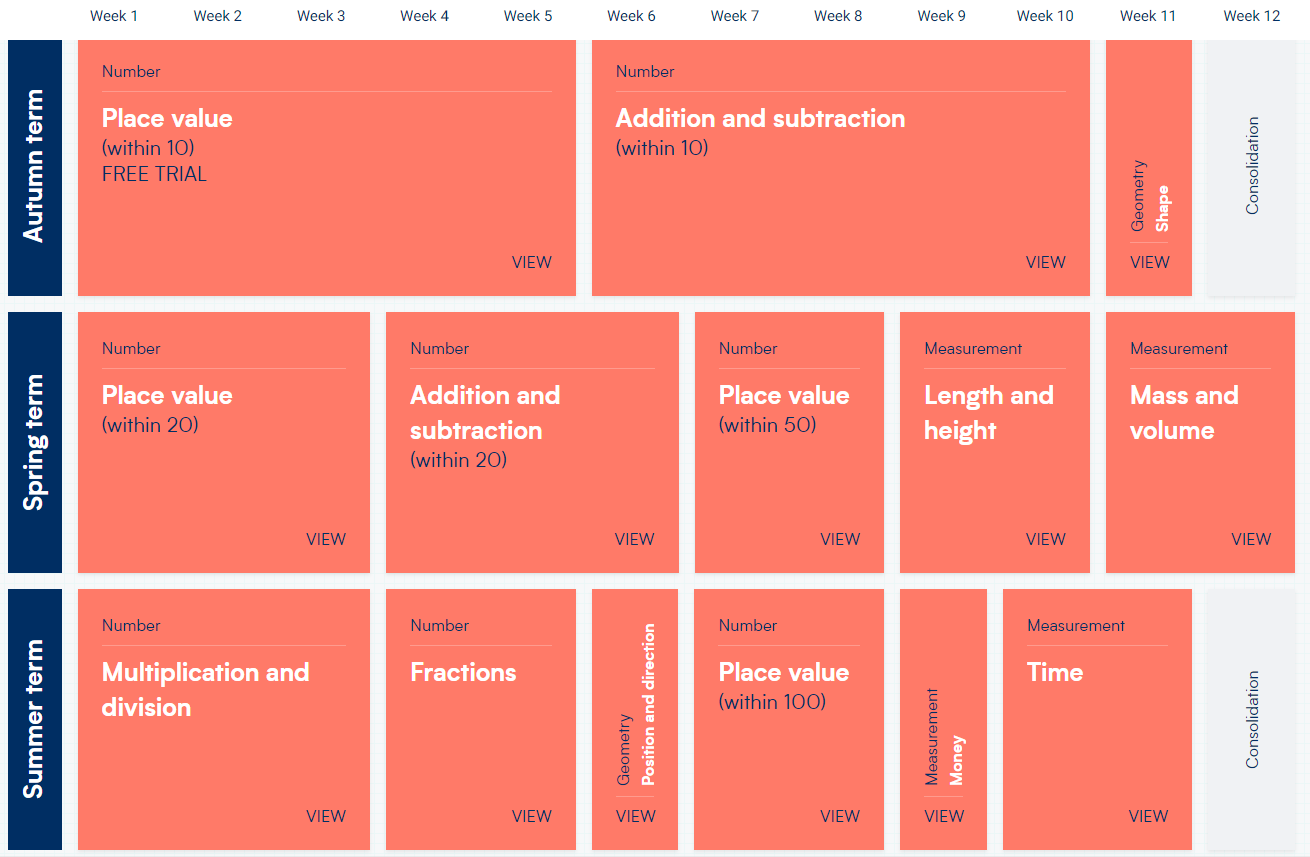 Week 1 Week 2 Week 3 Week 4 Week 5 Week 6 Week 7 Week 8 Week 9 Week 10 Week 11 Week 12
Autumn term
Number
Place value
(within 10)
FREE TRIAL
VIEW
Number
Addition and subtraction
(within 10)
VIEW
Geometry
Shape
VIEW
Consolidation
Spring term
Number
Place value
(within 20)
VIEW
Number
Addition and
subtraction
(within 20)
VIEW
Number
Place value
(within 50)
VIEW
Measurement
Length and
height
VIEW
Measurement
Mass and
volume
VIEW
Summer term
Number
Multiplication and
division
VIEW
Number
Fractions
VIEW
Geometry
Position and direction
VIEW
Number
Place value
(within 100)
VIEW
Measurement
Money
VIEW
Measurement
Time
VIEW
Consolidation